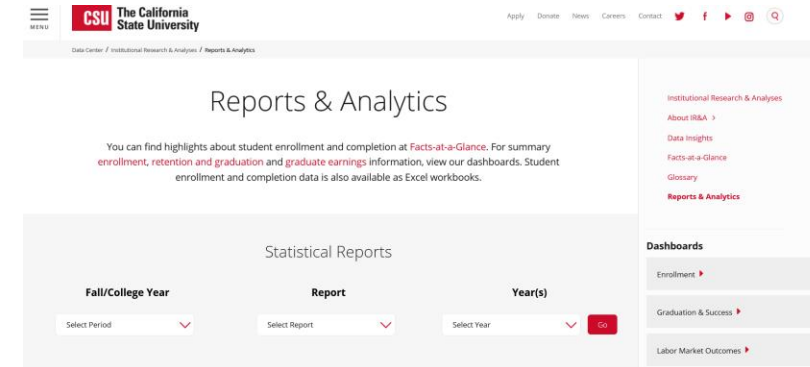 MENU
CSU The California
State University
Apply Donate News Careers Contact
Data Center / Institutional Research & Analyses / Reports & Analytics
Reports & Analytics
You can find highlights about student enrollment and completion at Facts-at-a-Glance. For summary
enrollment, retention and graduation and graduate earnings information, view our dashboards. Student
enrollment and completion data is also available as Excel workbooks.
Statistical Reports
Fall/College Year
Select Period
Report
Select Report
Year(s)
Select Year
Go
Institutional Research & Analyses
About IR&A >
Data Insights
Facts-at-a-Glance
Glossary
Reports & Analytics
Dashboards
Enrollment
Graduation & Success
Labor Market Outcomes